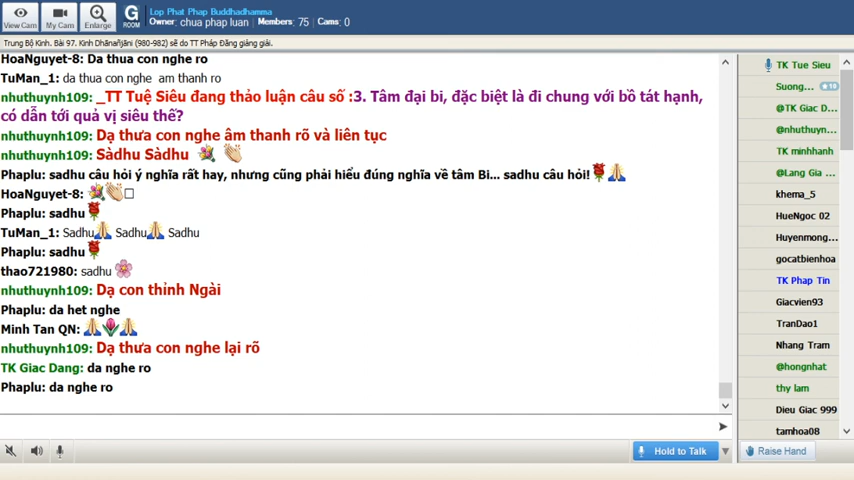 View Cam
My Cam
Enlarge
G
ROOM
Lop Phat Phap Buddhadhamma
Owner: chua phap luan Members: 75 Cams: 0
Trung Bộ Kinh. Bài 97. Kinh Dhānañjāni (980-982) sẽ do TT Pháp Đăng giảng giải.
HoaNguyet-8: Da thua con nghe ro
TuMan_1: da thua con nghe am thanh ro
nhuthuynh109: _TT Tuệ Siêu đang thảo luận câu số :3. Tâm đại bi, đặc biệt là đi chung với bồ tát hạnh,
có dẫn tới quả vị siêu thế?
nhuthuynh109: Dạ thưa con nghe âm thanh rõ và liên tục
nhuthuynh109: Sàdhu Sàdhu
Phaplu: sadhu câu hỏi ý nghĩa rất hay, nhưng cũng phải hiểu đúng nghĩa về tâm Bi... sadhu câu hỏi!
HoaNguyet-8:
Phaplu: sadhu
TuMan_1: Sadhu Sadhu Sadhu
Phaplu: sadhu
thao721980: sadhu
nhuthuynh109: Dạ con thỉnh Ngài
Phaplu: da het nghe
Minh Tan QN:
nhuthuynh109: Dạ thưa con nghe lại rõ
TK Giac Dang: da nghe ro
Phaplu: da nghe ro
Hold to Talk
TK Tue Sieu
Suong... 10
@TK Giac D...
@nhuthuyn...
TK minhhanh
@Lang Gia ...
khema_5
HueNgoc 02
Huyenmong...
gocatbienhoa
TK Phap Tin
Giacvien93
TranDao1
Nhang Tram
@hongnhat
thy lam
Dieu Giac 999
tamhoa08
Raise Hand